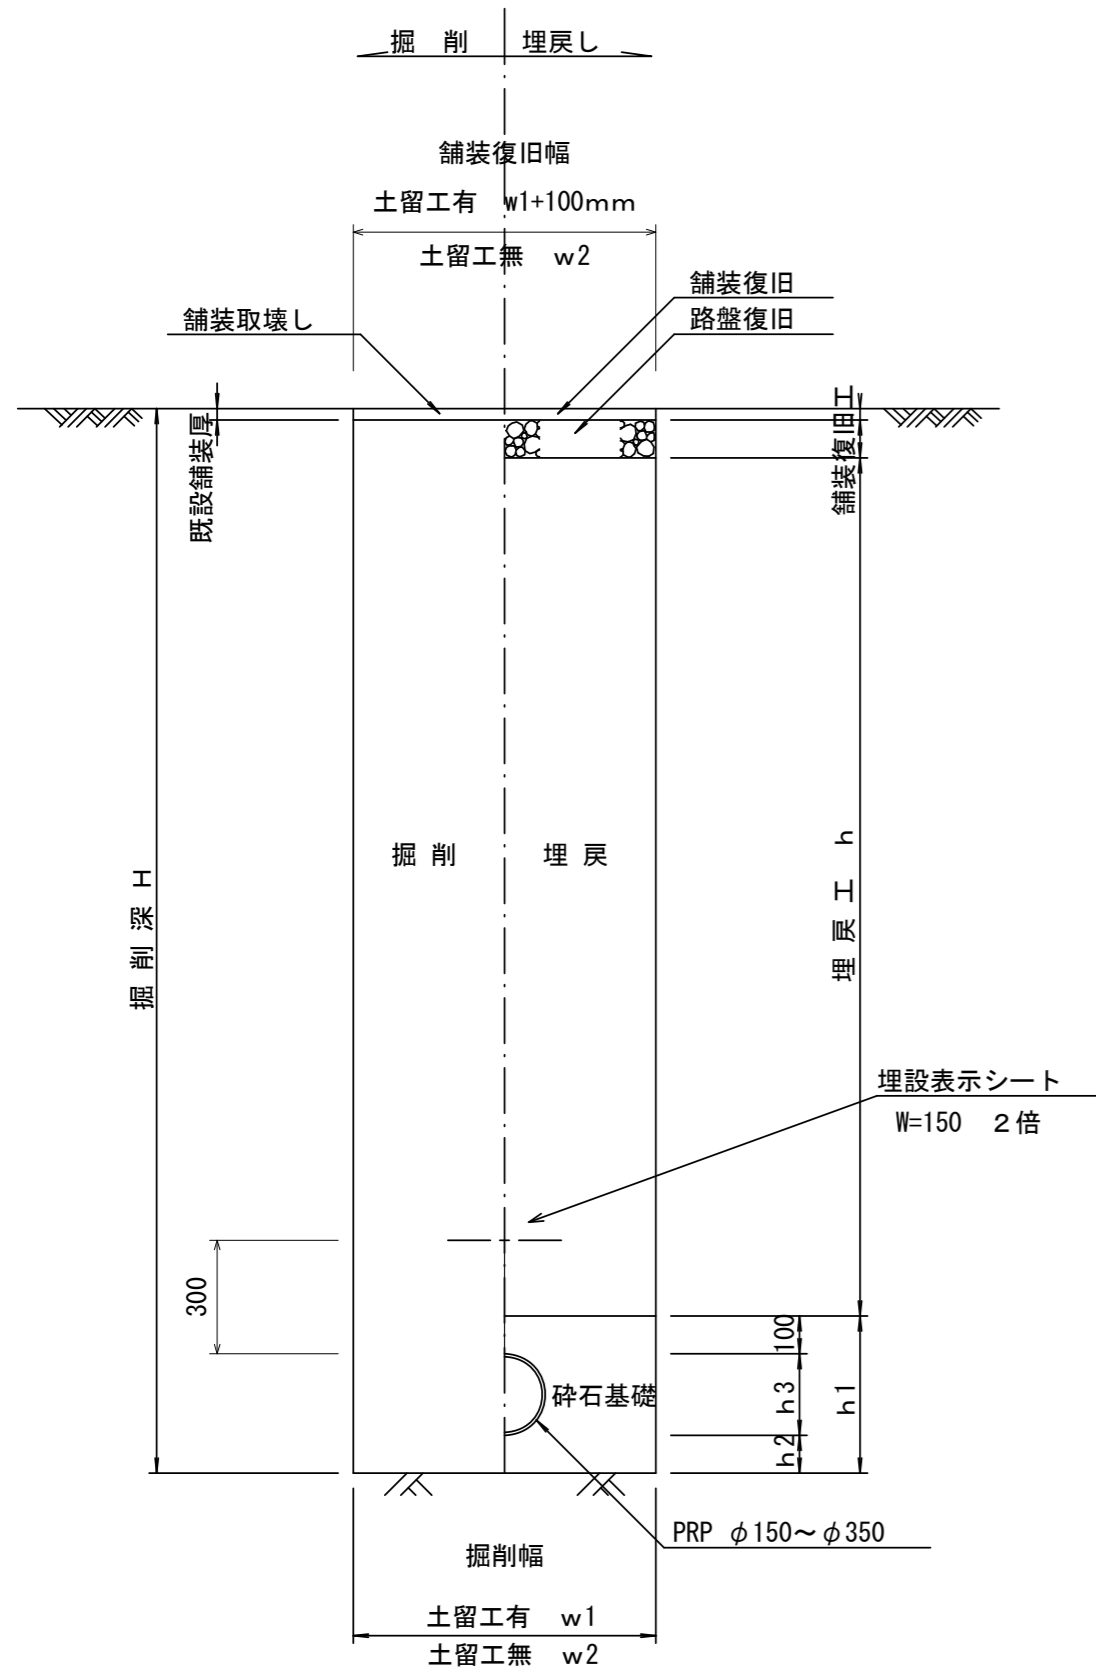 掘　削　埋戻し
舗装復旧幅
土留工有　w1+100mm
土留工無　w2
舗装復旧
路盤復旧
舗装取壊し
既設舗装厚
舗装復旧工
掘削深 H
掘 削
埋 戻
埋戻工 h
埋設表示シート
W=150　2倍
300
100
h3
h2
h1
砕石基礎
PRP φ150～φ350
掘削幅
土留工有　w1
土留工無　w2